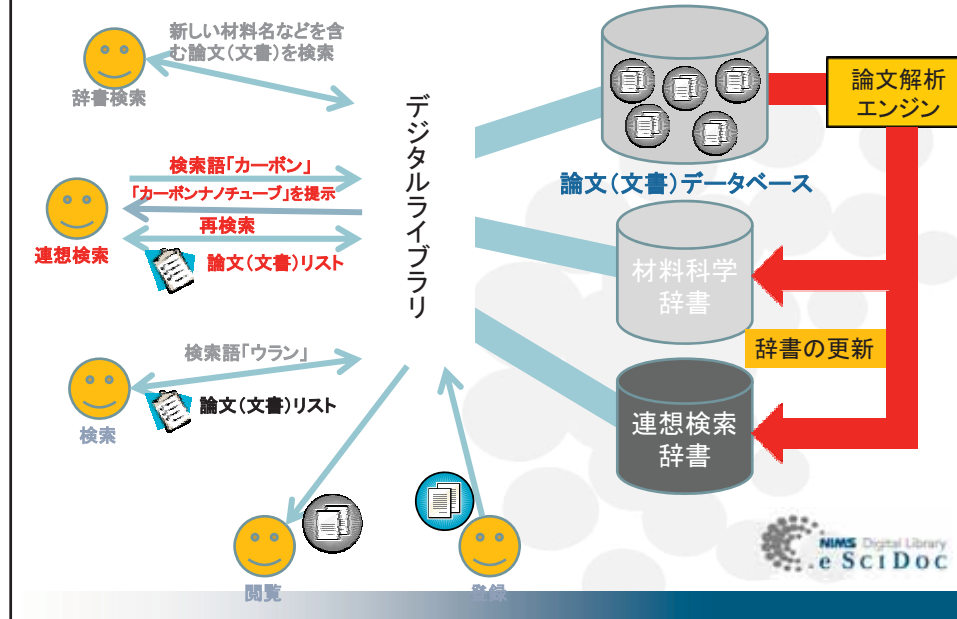 新しい材料名などを含
む論文(文書)を検索
辞書検索
検索語「カーボン」
「カーボンナノチューブ」を提示
再検索
連想検索
論文(文書)リスト
検索語「ウラン」
論文(文書)リスト
検索
デジタルライブラリ
閲覧
登録
論文(文書)データベース
論文解析
エンジン
材料科学
辞書
辞書の更新
連想検索
辞書
NIMS Digital Library
e SciDoc